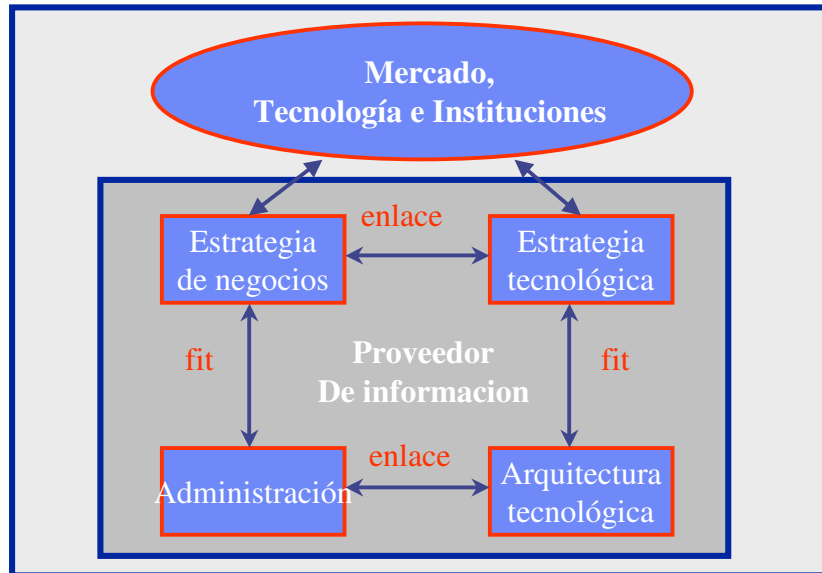 Mercado,
Tecnología e Instituciones
enlace
Estrategia
de negocios
Estrategia
tecnológica
fit
Proveedor
De informacion
fit
enlace
Administración
Arquitectura
tecnológica